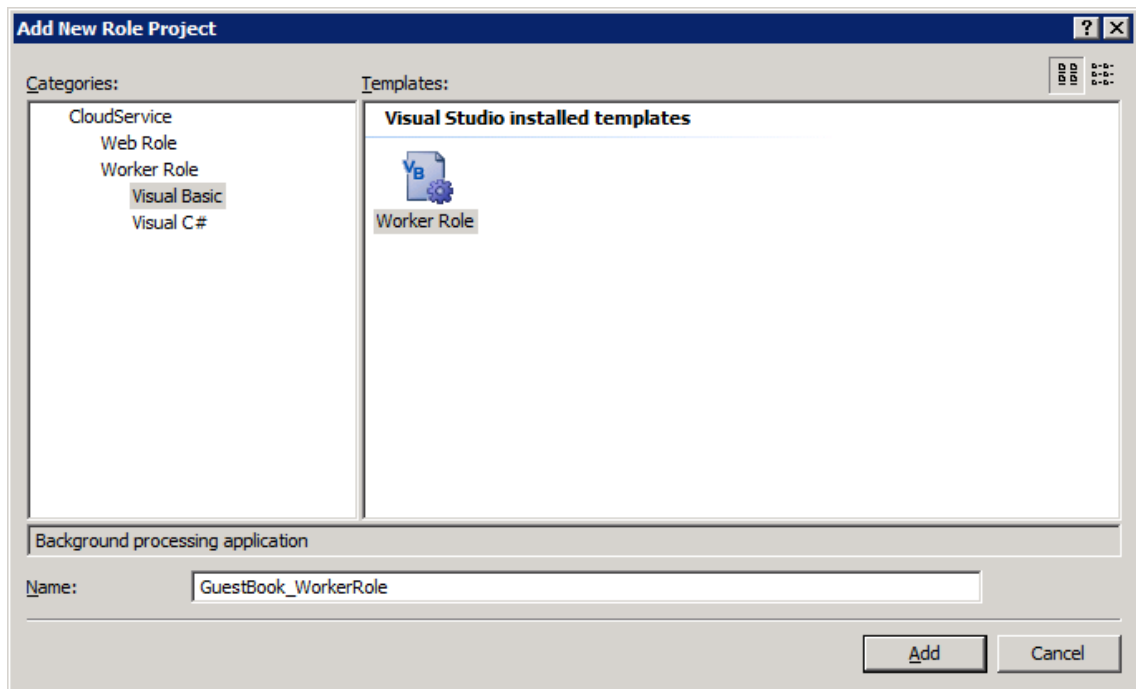 Add New Role Project
Categories:
Templates:
CloudService
Web Role
Worker Role
Visual Basic
Visual C#
Visual Studio installed templates
VB
Worker Role
Background processing application
Name:
GuestBook_WorkerRole
Add
Cancel